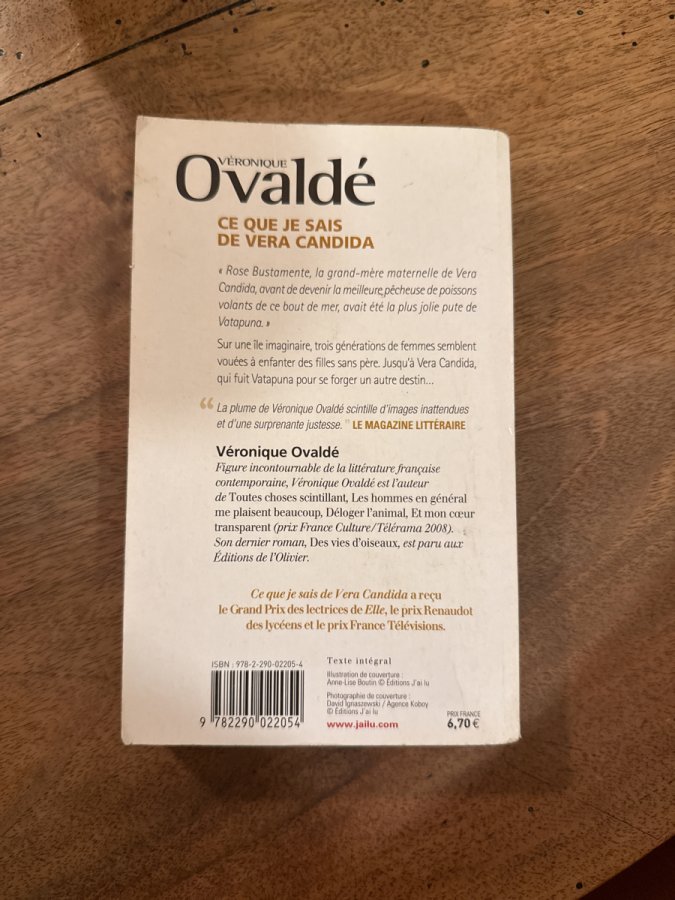 VÉRONIQUE
Ovaldé
CE QUE JE SAIS
DE VERA CANDIDA
« Rose Bustamente, la grand-mère maternelle de Vera
Candida, avant de devenir la meilleure pêcheuse de poissons
volants de ce bout de mer, avait été la plus jolie pute de
Vatapuna. »
Sur une île imaginaire, trois générations de femmes semblent
vouées à enfanter des filles sans père. Jusqu’à Vera Candida,
qui fuit Vatapuna pour se forger un autre destin…
“ La plume de Véronique Ovaldé scintille d’images inattendues
et d’une surprenante justesse. ” LE MAGAZINE LITTÉRAIRE
Véronique Ovaldé
Figure incontournable de la littérature française
contemporaine, Véronique Ovaldé est l’auteur
de Toutes choses scintillant, Les hommes en général
me plaisent beaucoup, Déloger l’animal, Et mon cœur
transparent (prix France Culture/Télérama 2008).
Son dernier roman, Des vies d’oiseaux, est paru aux
Éditions de l’Olivier.
Ce que je sais de Vera Candida a reçu
le Grand Prix des lectrices de Elle, le prix Renaudot
des lycéens et le prix France Télévisions.
ISBN : 978-2-290-02205-4
9 782290 022054
Texte intégral
Illustration de couverture :
Anne-Lise Boutin © Éditions J’ai lu
Photographie de couverture :
David Ignaszewski / Agence Koboy
© Éditions J’ai lu
www.jailu.com
PRIX FRANCE
6,70 €